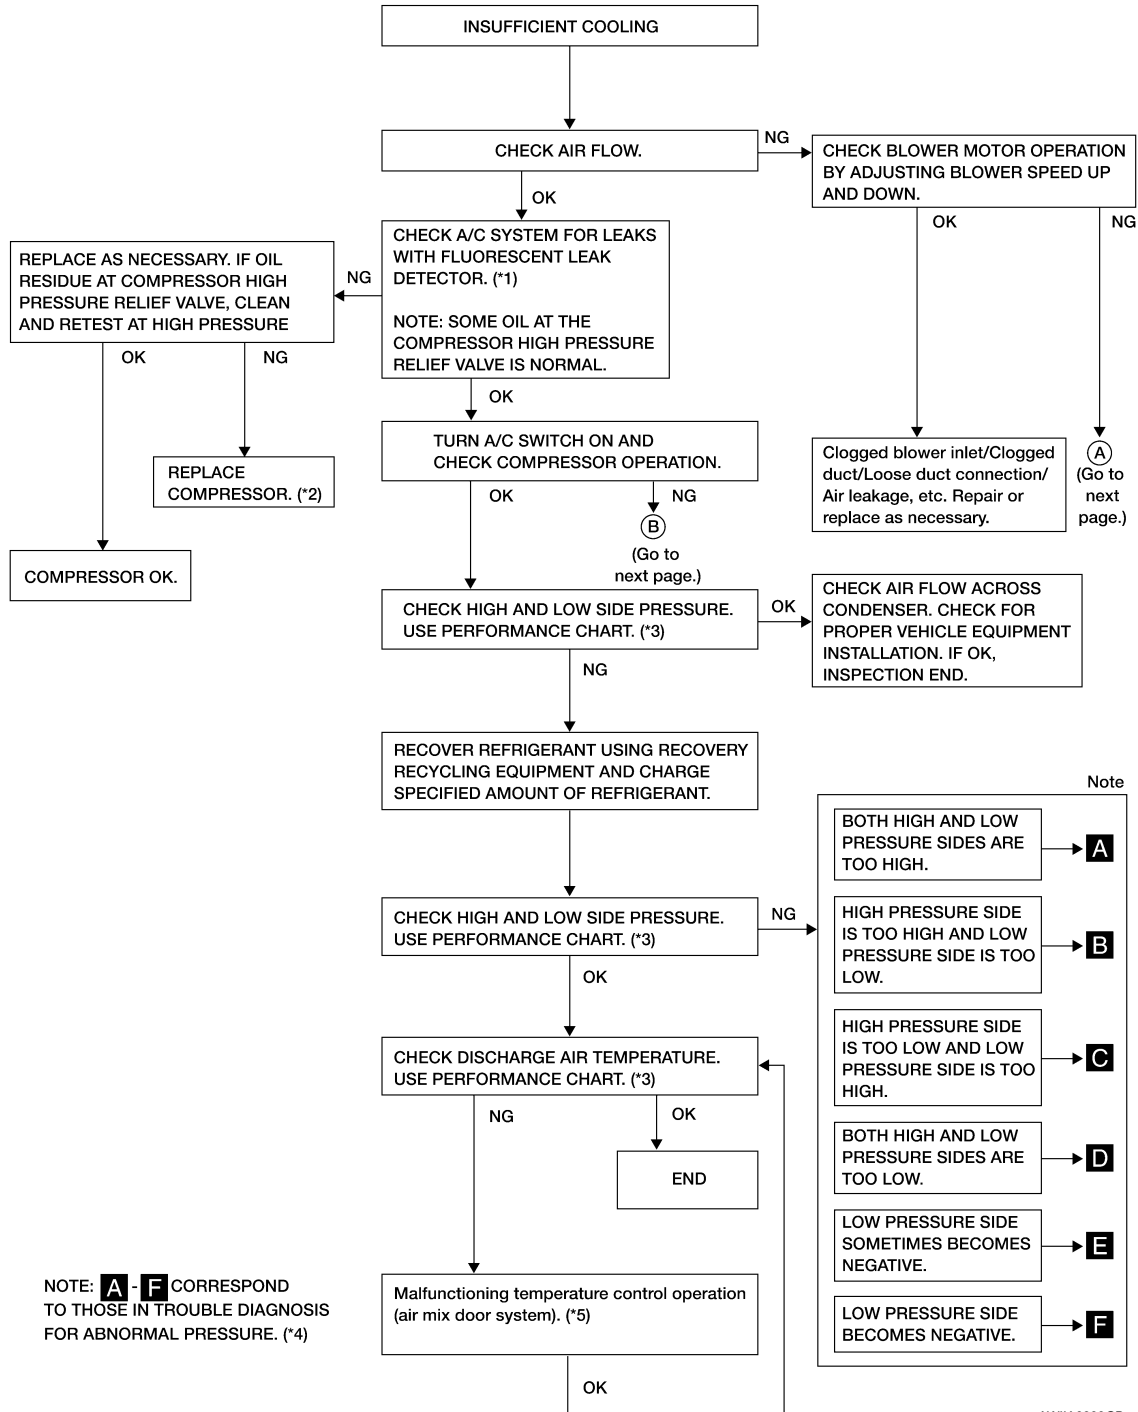 INSUFFICIENT COOLING
CHECK AIR FLOW.
NG
CHECK BLOWER MOTOR OPERATION
BY ADJUSTING BLOWER SPEED UP
AND DOWN.
OK
OK
NG
CHECK A/C SYSTEM FOR LEAKS
WITH FLUORESCENT LEAK
DETECTOR. (*1)
NOTE: SOME OIL AT THE
COMPRESSOR HIGH PRESSURE
RELIEF VALVE IS NORMAL.
NG
REPLACE AS NECESSARY. IF OIL
RESIDUE AT COMPRESSOR HIGH
PRESSURE RELIEF VALVE, CLEAN
AND RETEST AT HIGH PRESSURE
OK
NG
REPLACE
COMPRESSOR. (*2)
COMPRESSOR OK.
OK
TURN A/C SWITCH ON AND
CHECK COMPRESSOR OPERATION.
OK
NG
B
(Go to
next page.)
Clogged blower inlet/Clogged
duct/Loose duct connection/
Air leakage, etc. Repair or
replace as necessary.
A
(Go to
next
page.)
CHECK HIGH AND LOW SIDE PRESSURE.
USE PERFORMANCE CHART. (*3)
OK
CHECK AIR FLOW ACROSS
CONDENSER. CHECK FOR
PROPER VEHICLE EQUIPMENT
INSTALLATION. IF OK,
INSPECTION END.
NG
RECOVER REFRIGERANT USING RECOVERY
RECYCLING EQUIPMENT AND CHARGE
SPECIFIED AMOUNT OF REFRIGERANT.
CHECK HIGH AND LOW SIDE PRESSURE.
USE PERFORMANCE CHART. (*3)
NG
Note
BOTH HIGH AND LOW
PRESSURE SIDES ARE
TOO HIGH.
A
HIGH PRESSURE SIDE
IS TOO HIGH AND LOW
PRESSURE SIDE IS TOO
LOW.
B
HIGH PRESSURE SIDE
IS TOO LOW AND LOW
PRESSURE SIDE IS TOO
HIGH.
C
BOTH HIGH AND LOW
PRESSURE SIDES ARE
TOO LOW.
D
LOW PRESSURE SIDE
SOMETIMES BECOMES
NEGATIVE.
E
LOW PRESSURE SIDE
BECOMES NEGATIVE.
F
OK
CHECK DISCHARGE AIR TEMPERATURE.
USE PERFORMANCE CHART. (*3)
NG
OK
END
Malfunctioning temperature control operation
(air mix door system). (*5)
OK
NOTE: A - F CORRESPOND
TO THOSE IN TROUBLE DIAGNOSIS
FOR ABNORMAL PRESSURE. (*4)